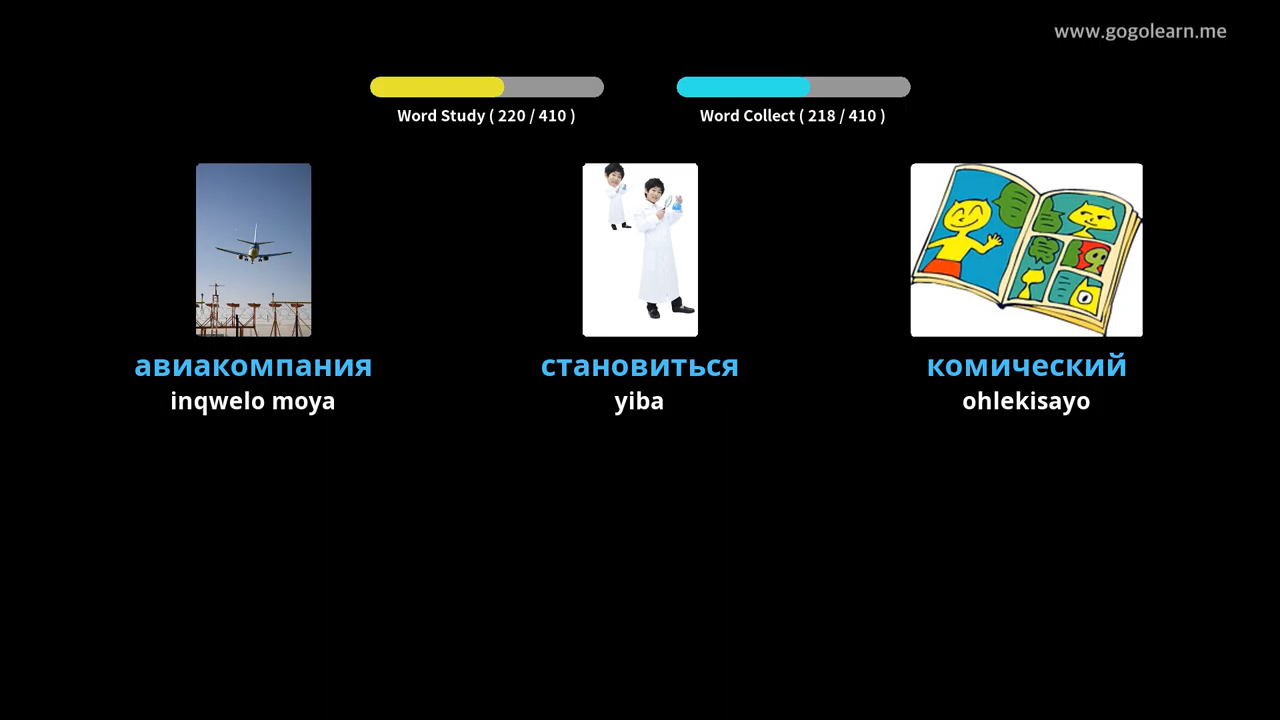 www.gogolearn.me
Word Study ( 220 / 410 )
Word Collect ( 218 / 410 )
авиакомпания
становиться
комический
inqwelo moya
yiba
ohlekisayo